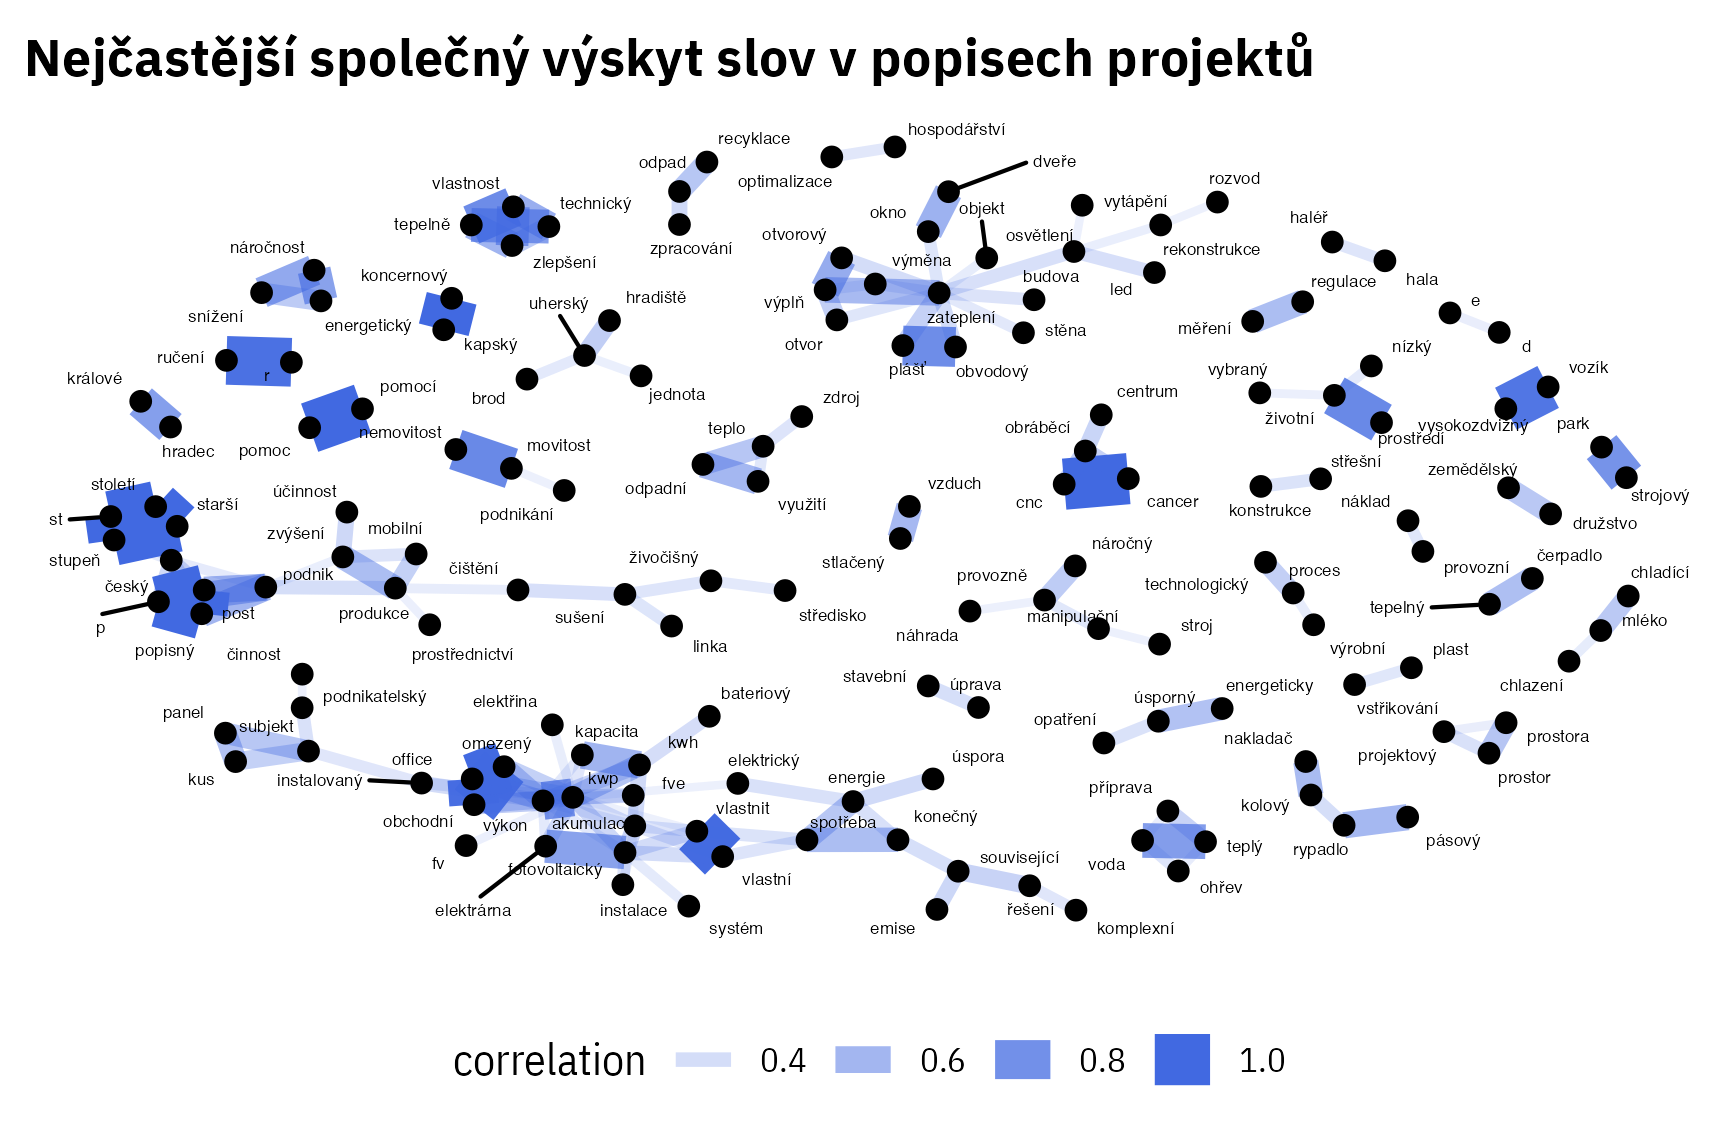 Nejčastější společný výskyt slov v popisech projektů
hospodářství
recyklace
odpad
dveře
optimalizace
vlastnost
rozvod
technický
vytápění
okno
objekt
haléř
tepelně
otvorový
osvětlení
náročnost
zpracování
rekonstrukce
výměna
zlepšení
koncernový
budova
hala
regulace
led
uherský
hradiště
výplň
e
snížení
energetický
zateplení
měření
stěna
kapský
otvor
d
nízký
ručení
r
plášť
obvodový
vybraný
vozík
králové
pomocí
centrum
jednota
brod
zdroj
životní
park
vysokozdvižný
teplo
obráběcí
nemovitost
prostředí
movitost
hradec
pomoc
střešní
zemědělský
století
vzduch
odpadní
účinnost
strojový
cnc
cancer
náklad
starší
využití
konstrukce
podnikání
st
družstvo
mobilní
zvýšení
náročný
čerpadlo
živočišný
stupeň
stlačený
provozní
čištění
proces
chladící
podnik
provozně
technologický
český
tepelný
produkce
post
středisko
manipulační
sušení
mléko
stroj
p
náhrada
linka
výrobní
plast
popisný
činnost
prostřednictví
stavební
úprava
energeticky
chlazení
bateriový
podnikatelský
úsporný
elektřina
vstřikování
panel
opatření
subjekt
kapacita
prostora
nakladač
omezený
kwh
úspora
projektový
office
elektrický
kus
instalovaný
kwp
energie
prostor
fve
příprava
kolový
vlastnit
konečný
obchodní
výkon
akumulac
spotřeba
pásový
teplý
rypadlo
související
fv
voda
fotovoltaický
vlastní
ohřev
elektrárna
instalace
řešení
systém
emise
komplexní
correlation 0.4 0.6 0.8 1.0